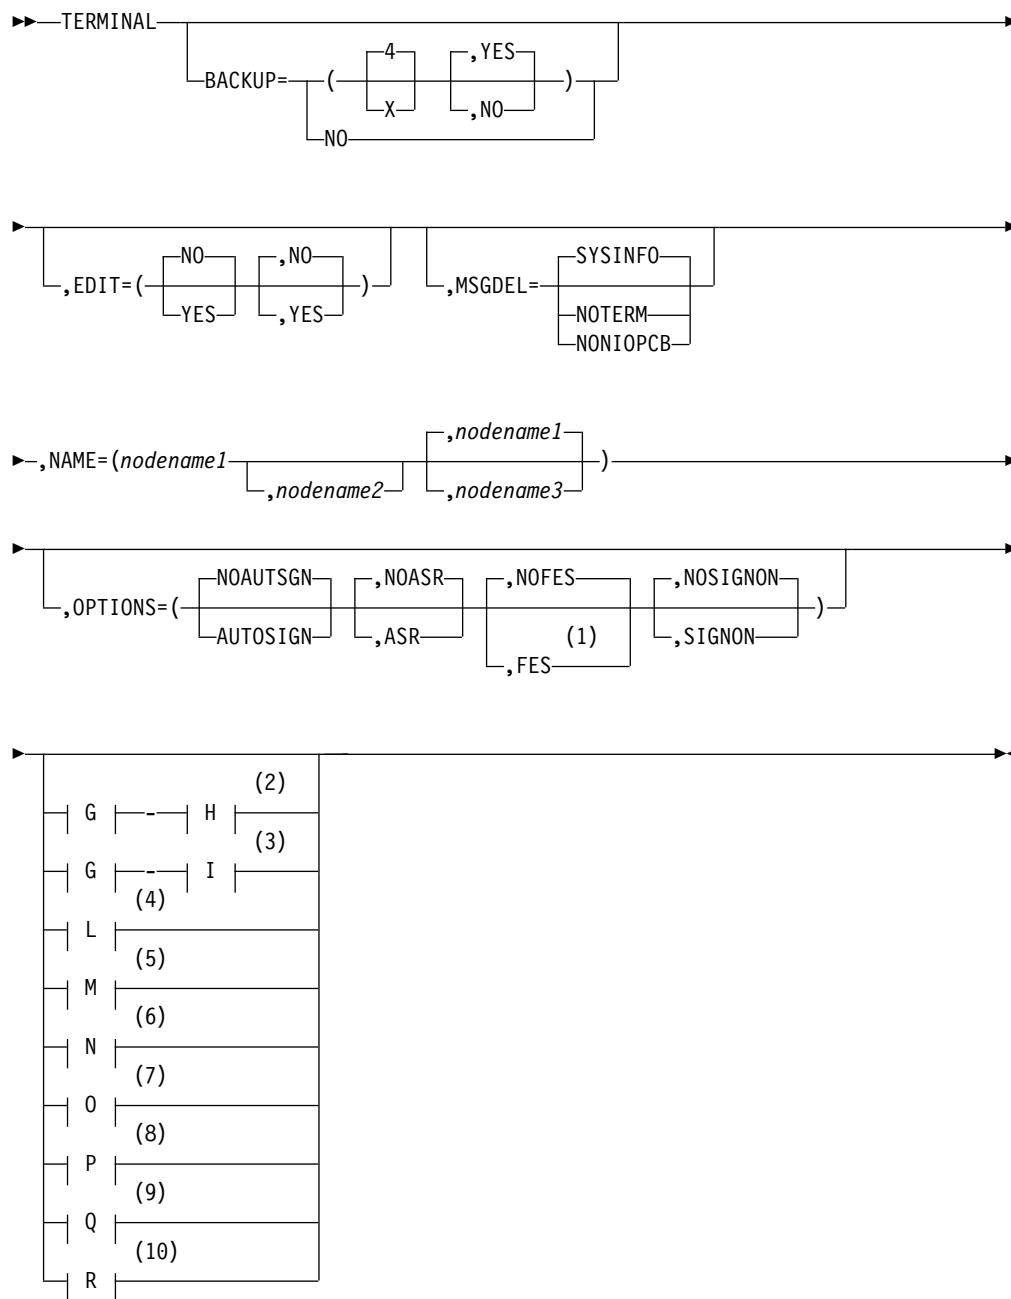 TERMINAL
4 ,YES
BACKUP= ( )
X ,NO
NO
NO ,NO SYSINFO
,EDIT=( ) ,MSGDEL=
YES ,YES NOTERM
NONIOPCB
,nodename1
,NAME=(nodename1 )
,nodename2 ,nodename3
NOAUTSGN ,NOASR ,NOFES ,NOSIGNON
,OPTIONS=( )
AUTOSIGN ,ASR (1) ,SIGNON
,FES
(2)
G - H
(3)
G - I
(4)
L
(5)
M
(6)
N
(7)
O
(8)
P
(9)
Q
(10)
R